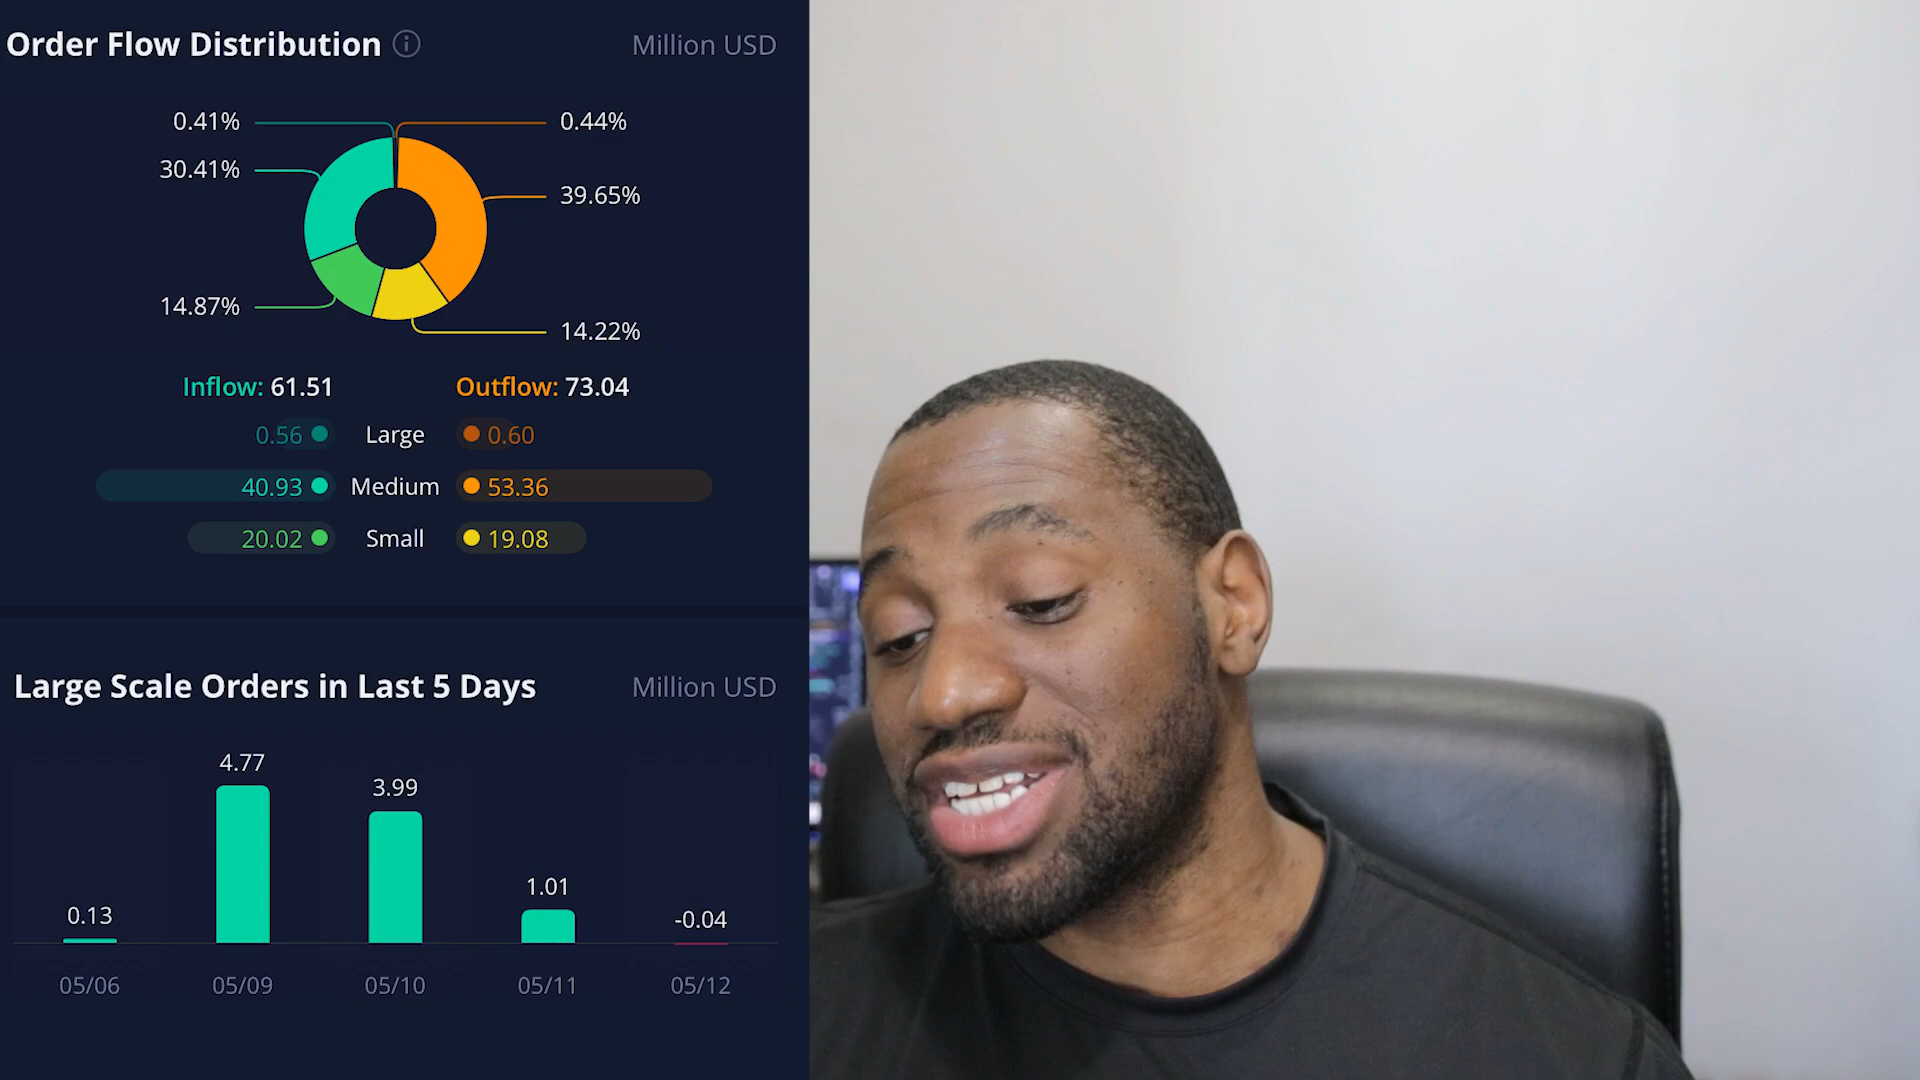 Order Flow Distribution
Million USD
0.41%
0.44%
30.41%
39.65%
14.87%
14.22%
Inflow: 61.51
Outflow: 73.04
0.56 Large 0.60
40.93 Medium 53.36
20.02 Small 19.08
Large Scale Orders in Last 5 Days
Million USD
4.77
3.99
1.01
0.13
-0.04
05/06 05/09 05/10 05/11 05/12